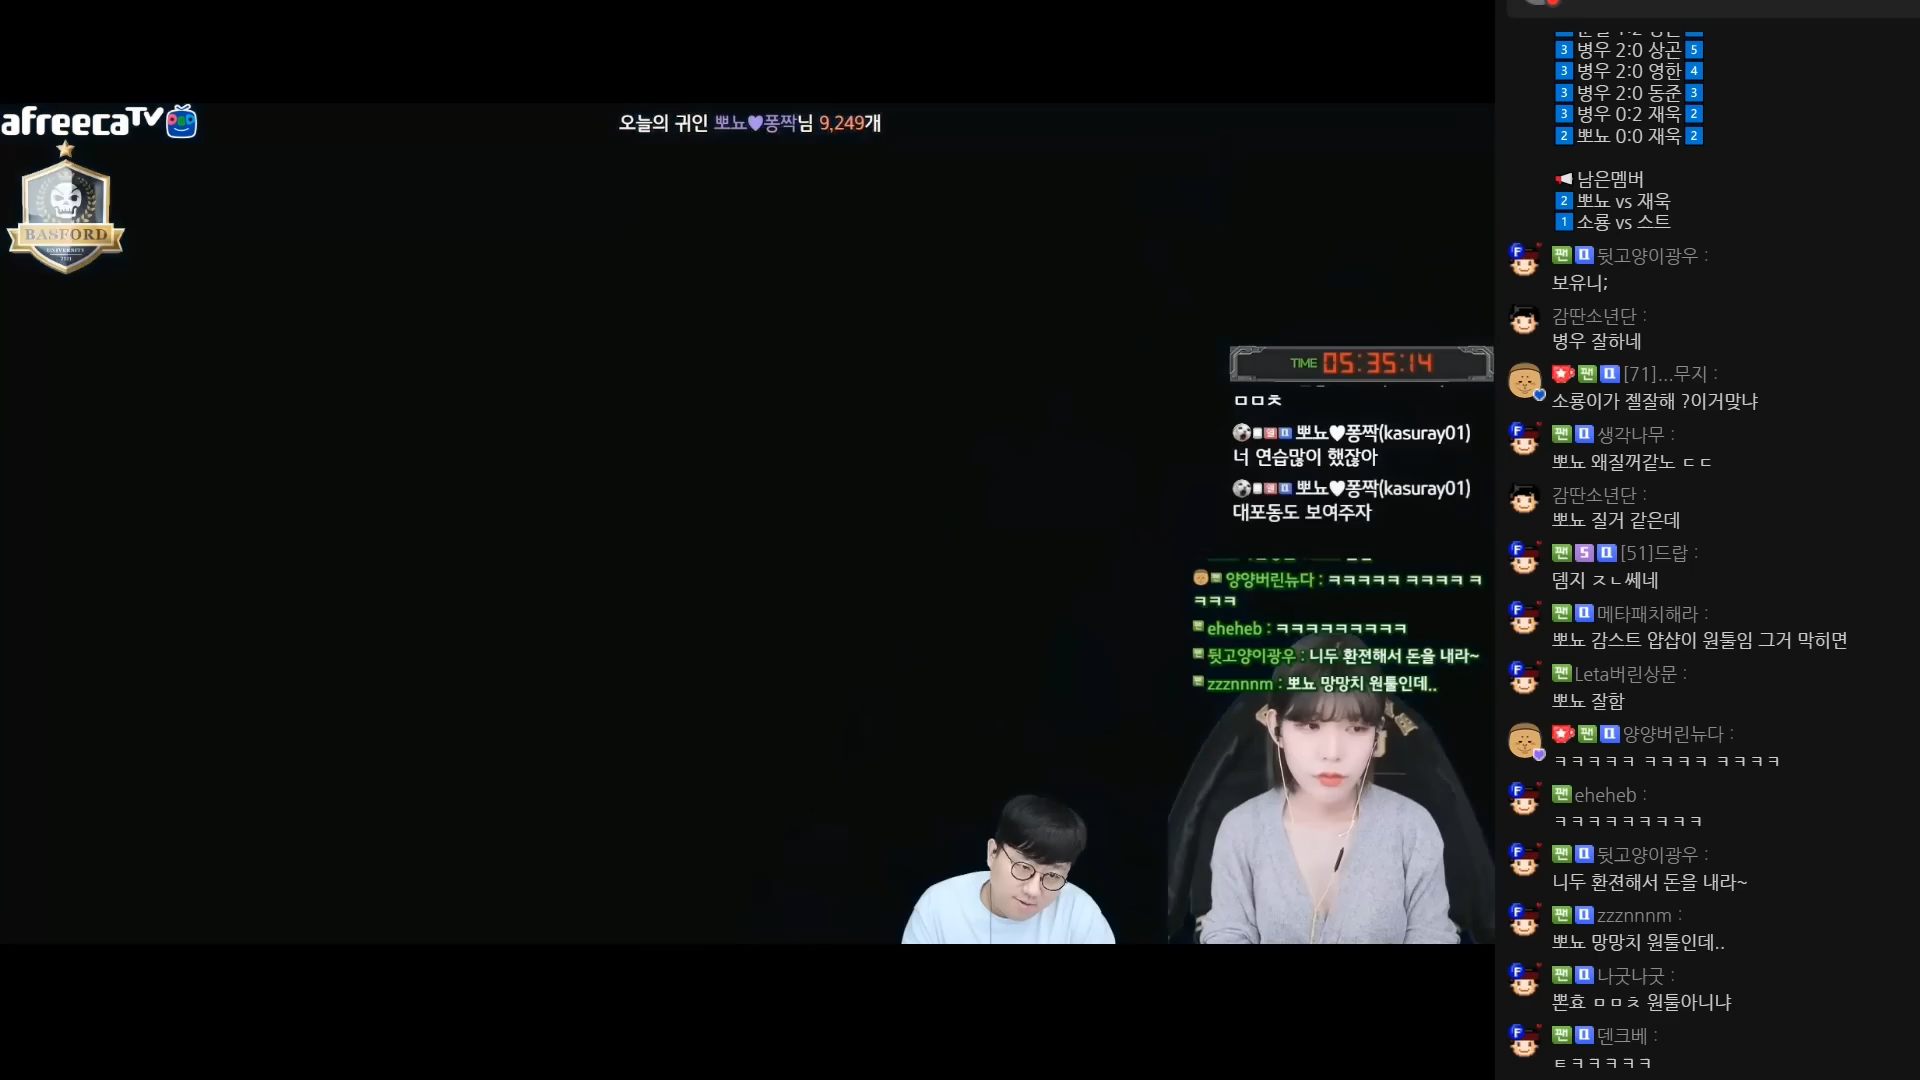 afreecaTV
BASFORD
UNIVERSITY
오늘의 귀인 뽀뇨♥퐁짝님 9,249개
TIME 05:35:14
ㅁㅁㅊ
뽀뇨♥퐁짝(kasuray01)
너 연습많이 했잖아
뽀뇨♥퐁짝(kasuray01)
대포동도 보여주자
양양버린뉴다 : ㅋㅋㅋㅋㅋ ㅋㅋㅋㅋ ㅋ
ㅋㅋㅋ
eheheb : ㅋㅋㅋㅋㅋㅋㅋㅋㅋ
뒷고양이광우 : 니두 환젼해서 돈을 내라~
zzznnnm : 뽀뇨 망망치 원툴인데..
3 병우 2:0 상곤 5
3 병우 2:0 영한 4
3 병우 2:0 동준 3
3 병우 0:2 재욱 2
2 뽀뇨 0:0 재욱 2
남은멤버
2 뽀뇨 vs 재욱
1 소룡 vs 스트
팬 뒷고양이광우 :
보유니;
감딴소년단 :
병우 잘하네
팬 [71]...무지 :
소룡이가 젤잘해 ?이거맞냐
팬 생각나무 :
뽀뇨 왜질꺼같노 ㄷㄷ
감딴소년단 :
뽀뇨 질거 같은데
팬 S [51]드랍 :
뎀지 ㅈㄴ쎄네
팬 메타패치해라 :
뽀뇨 감스트 얍샵이 원툴임 그거 막히면
팬 Leta버린상문 :
뽀뇨 잘함
팬 양양버린뉴다 :
ㅋㅋㅋㅋㅋ ㅋㅋㅋㅋ ㅋㅋㅋㅋ
팬 eheheb :
ㅋㅋㅋㅋㅋㅋㅋㅋㅋ
팬 뒷고양이광우 :
니두 환젼해서 돈을 내라~
팬 zzznnnm :
뽀뇨 망망치 원툴인데..
팬 나굿나굿 :
뽄효 ㅁㅁㅊ 원툴아니냐
팬 덴크베 :
ㅌㅋㅋㅋㅋㅋ